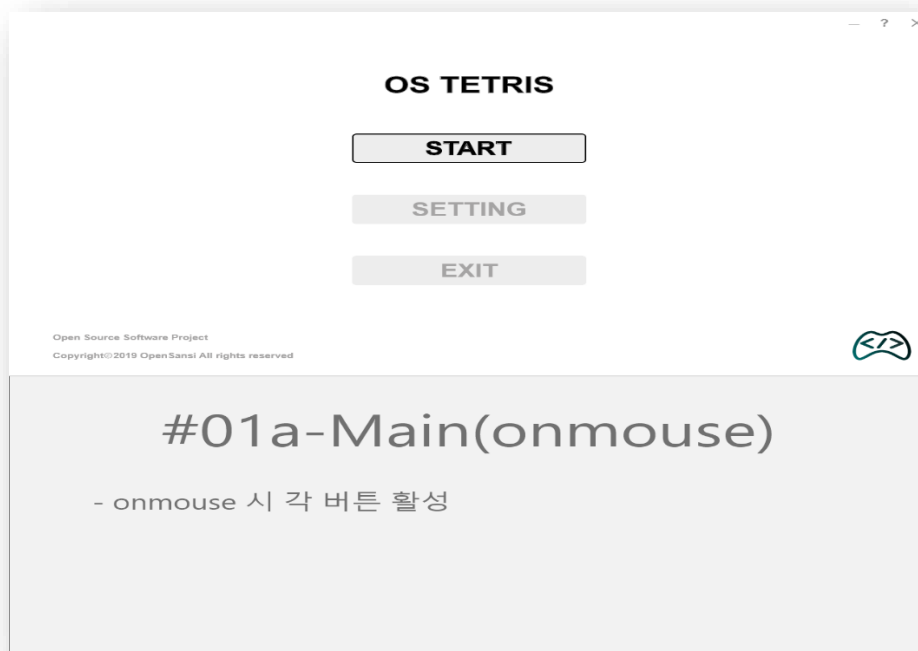 — ? ×
OS TETRIS
START
SETTING
EXIT
Open Source Software Project
Copyright©2019 OpenSansi All rights reserved
</>
#01a-Main(onmouse)
- onmouse 시 각 버튼 활성